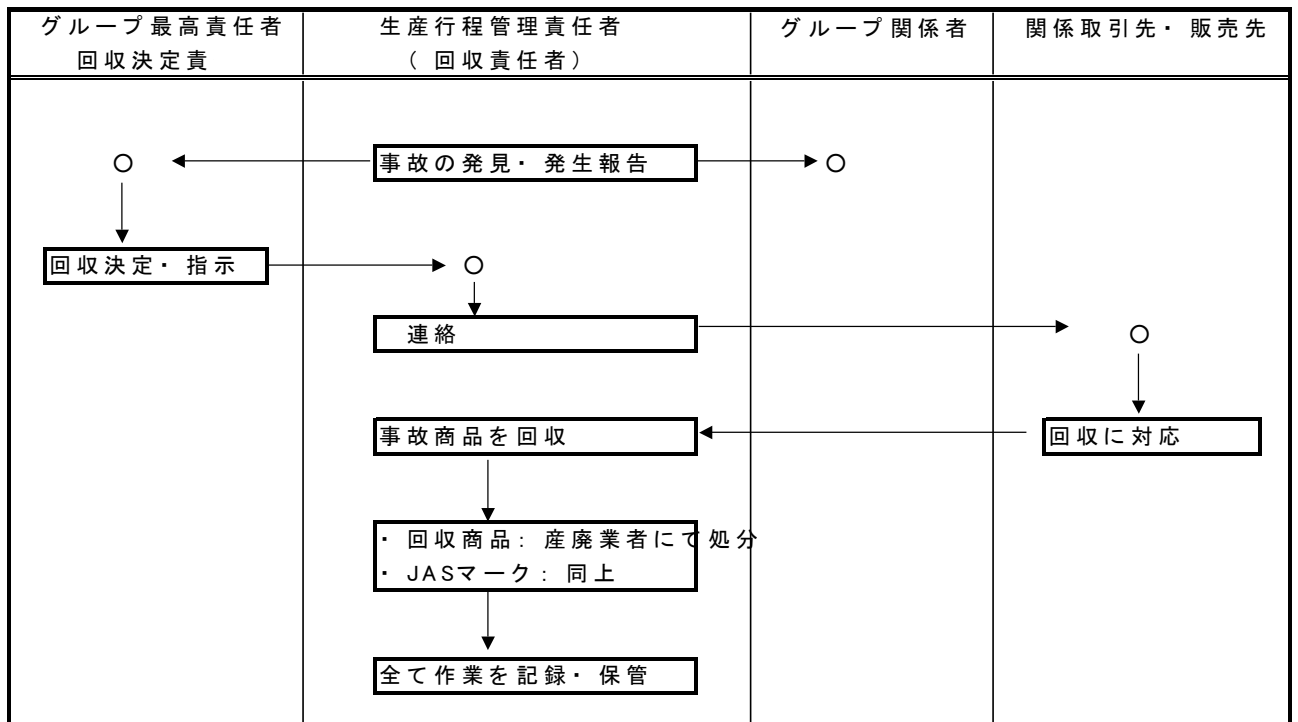 グループ最高責任者
回収決定責
生産行程管理責任者
(回収責任者)
グループ関係者
関係取引先・販売先
○
事故の発見・発生報告
○
回収決定・指示
○
連絡
○
事故商品を回収
回収に対応
・回収商品:産廃業者にて処分
・JASマーク:同上
全て作業を記録・保管